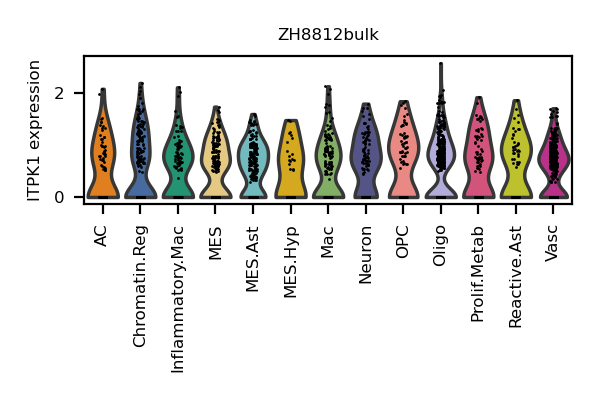 ZH8812bulk
ITPK1 expression
2
0
AC
Chromatin.Reg
Inflammatory.Mac
MES
MES.Ast
MES.Hyp
Mac
Neuron
OPC
Oligo
Prolif.Metab
Reactive.Ast
Vasc